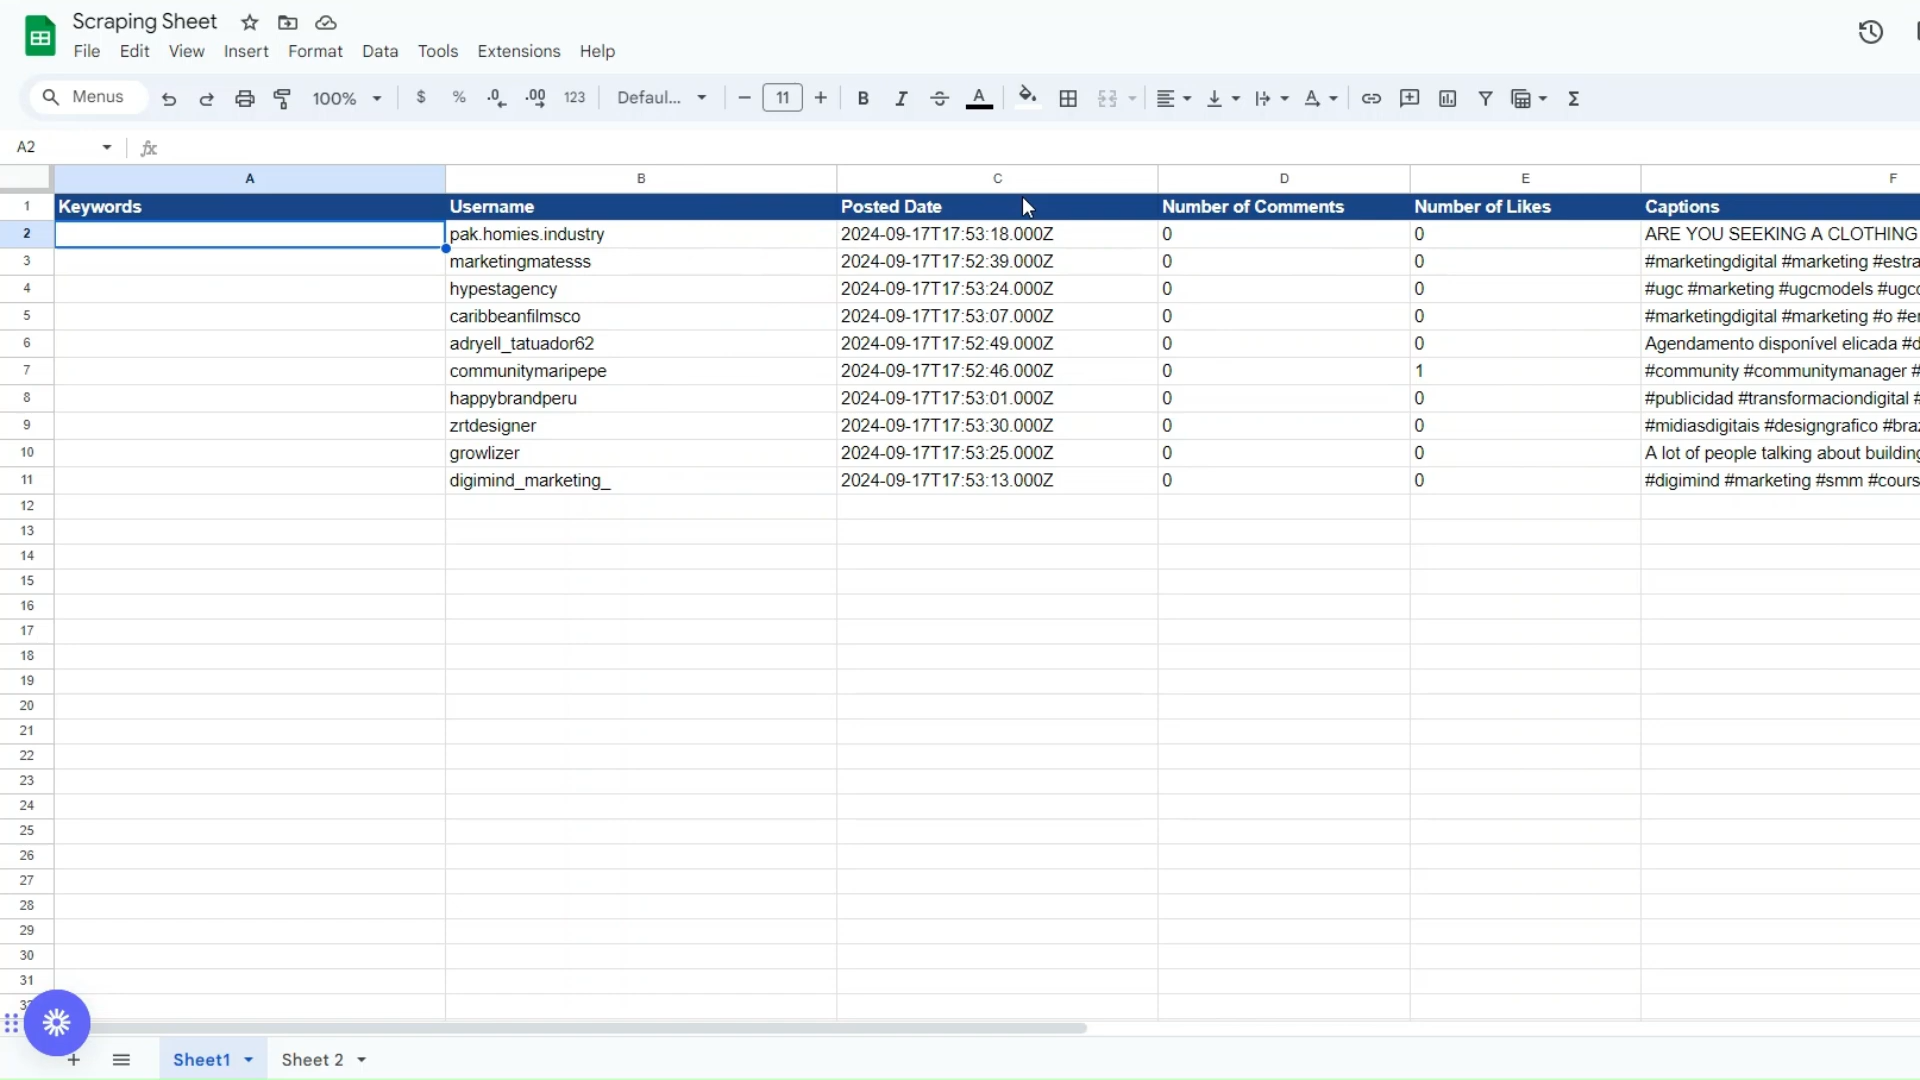 Scraping Sheet
File Edit View Insert Format Data Tools Extensions Help
Menus 100% $ % .0 .00 123 Defaul... 11 B I A Σ
A2 fx
A B C D E F
1 Keywords Username Posted Date Number of Comments Number of Likes Captions
2 pak.homies.industry 2024-09-17T17:53:18.000Z 0 0 ARE YOU SEEKING A CLOTHING
3 marketingmatesss 2024-09-17T17:52:39.000Z 0 0 #marketingdigital #marketing #estra
4 hypestagency 2024-09-17T17:53:24.000Z 0 0 #ugc #marketing #ugcmodels #ugc
5 caribbeanfilmsco 2024-09-17T17:53:07.000Z 0 0 #marketingdigital #marketing #o #e
6 adryell_tatuador62 2024-09-17T17:52:49.000Z 0 0 Agendamento disponível elicada #d
7 communitymaripepe 2024-09-17T17:52:46.000Z 0 1 #community #communitymanager #
8 happybrandperu 2024-09-17T17:53:01.000Z 0 0 #publicidad #transformaciondigital #
9 zrtdesigner 2024-09-17T17:53:30.000Z 0 0 #midiasdigitais #designgrafico #bra
10 growlizer 2024-09-17T17:53:25.000Z 0 0 A lot of people talking about building
11 digimind_marketing_ 2024-09-17T17:53:13.000Z 0 0 #digimind #marketing #smm #cours
12
13
14
15
16
17
18
19
20
21
22
23
24
25
26
27
28
29
30
31
Sheet1 Sheet 2